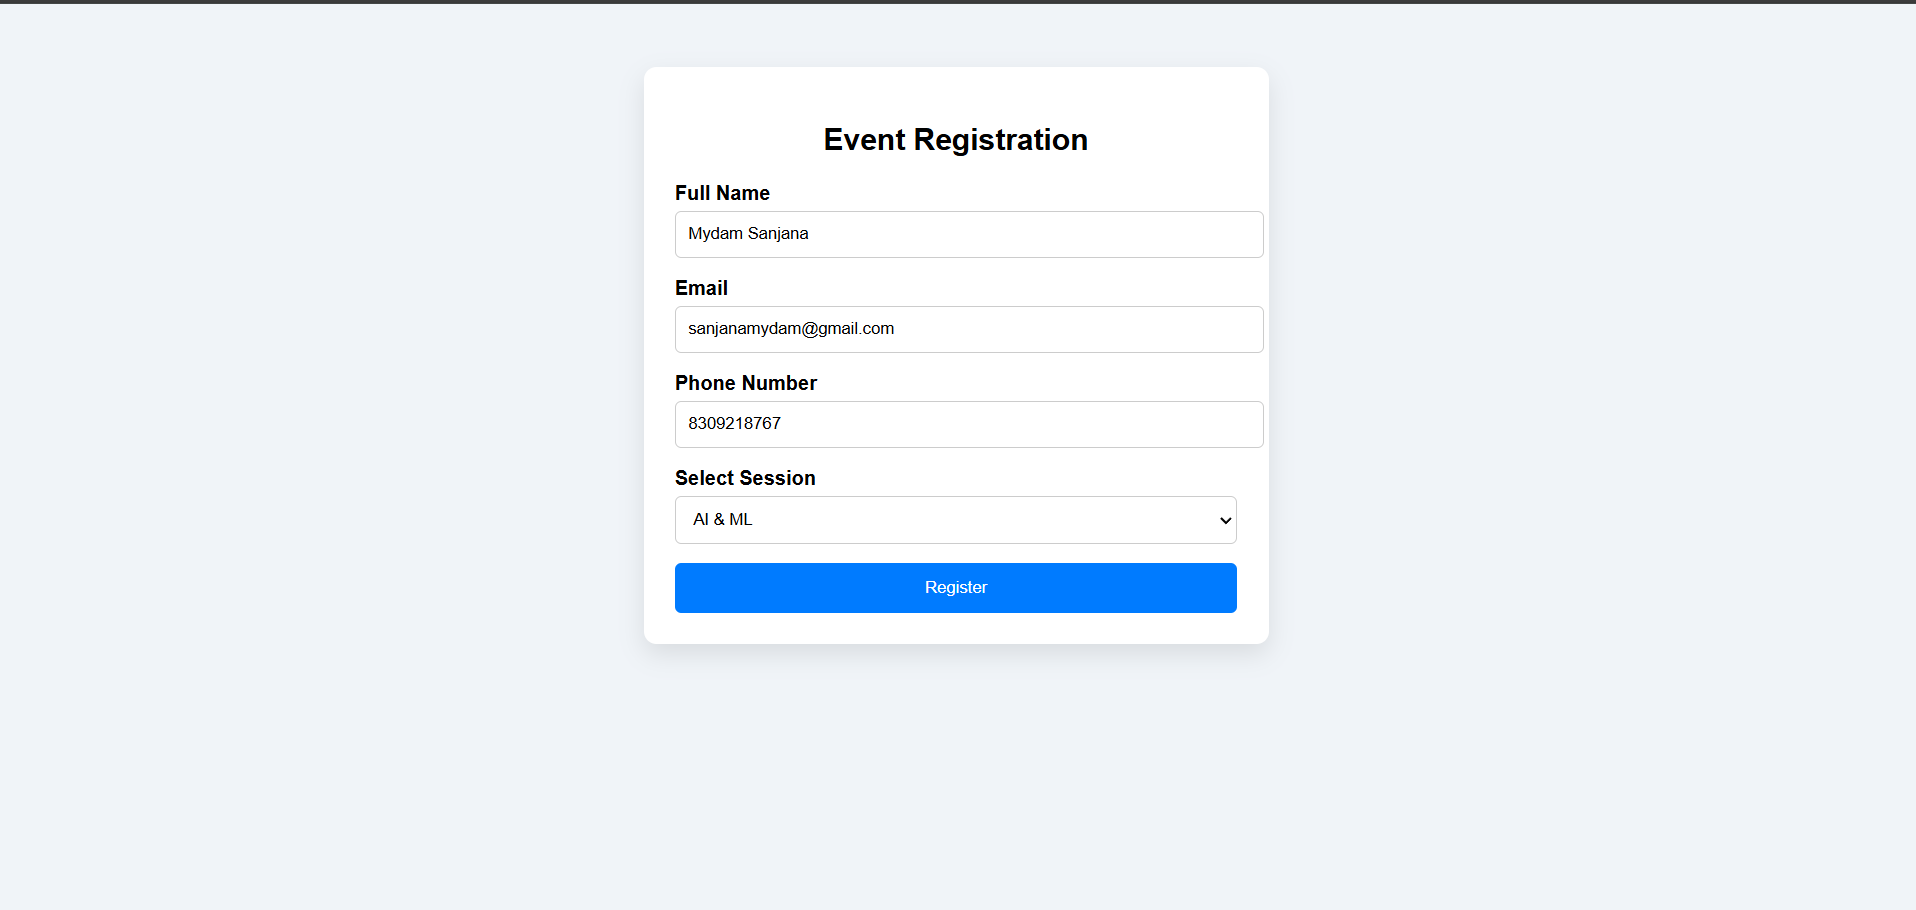 Event Registration
Full Name
Mydam Sanjana
Email
sanjanamydam@gmail.com
Phone Number
8309218767
Select Session
AI & ML
Register